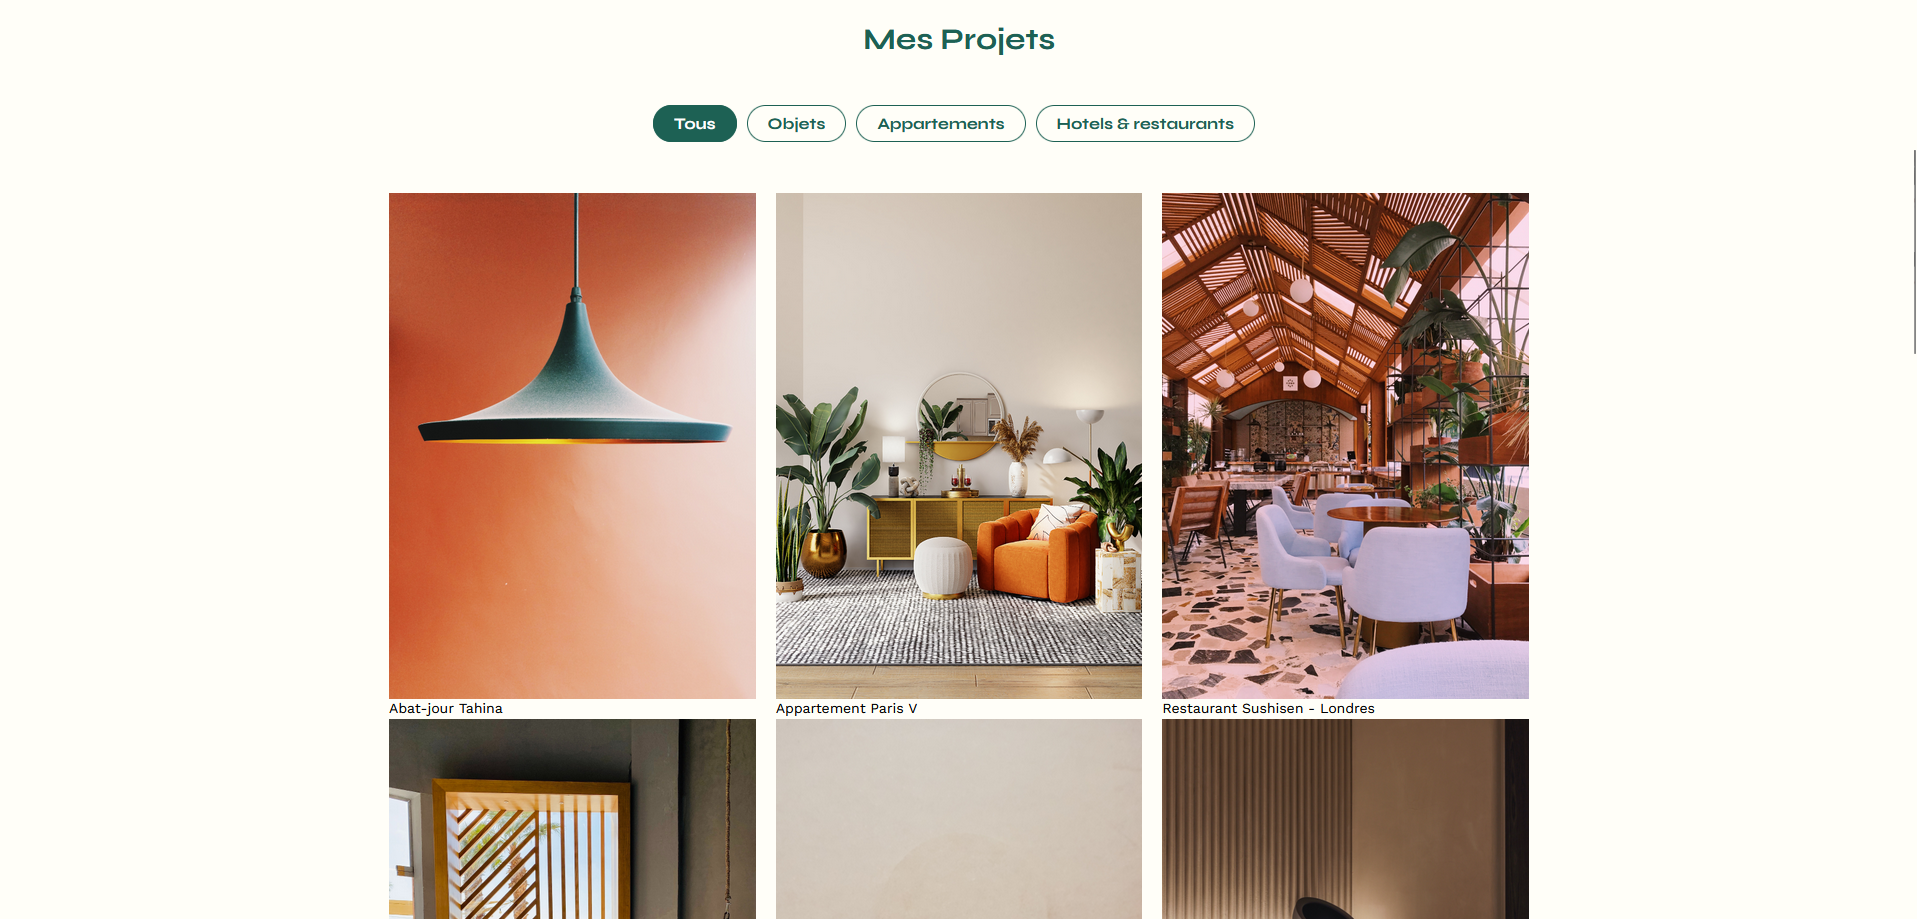 Mes Projets
Tous
Objets
Appartements
Hotels & restaurants
Abat-jour Tahina
Appartement Paris V
Restaurant Sushisen - Londres